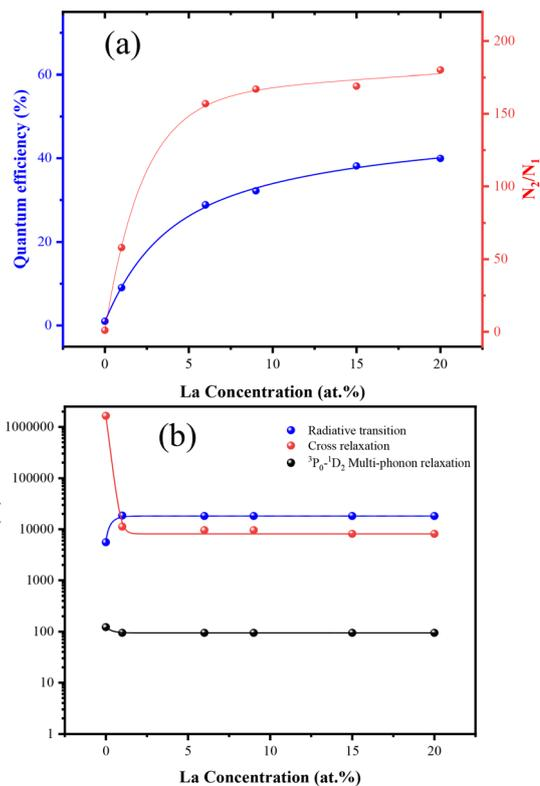 (a)
Quantum efficiency (%)
60
40
20
0
200
150
100
50
0
N₂/N₁
0 5 10 15 20
La Concentration (at.%)
(b)
Radiative transition
Cross relaxation
³P₀-¹D₂ Multi-phonon relaxation
1000000
100000
10000
1000
100
10
1
0 5 10 15 20
La Concentration (at.%)